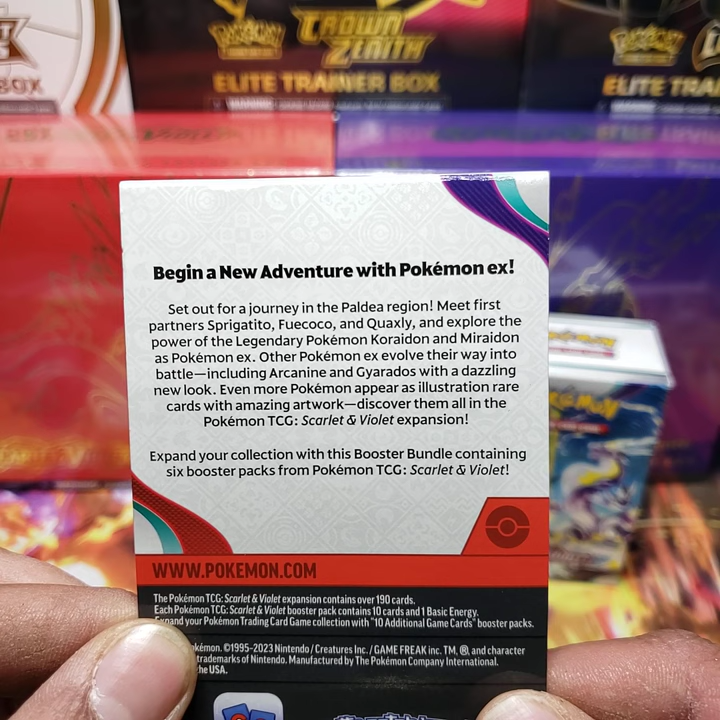 BOX
CROWN
ZENITH
ELITE TRAINER BOX
ELITE TRAI
Begin a New Adventure with Pokémon ex!
Set out for a journey in the Paldea region! Meet first
partners Sprigatito, Fuecoco, and Quaxly, and explore the
power of the Legendary Pokémon Koraidon and Miraidon
as Pokémon ex. Other Pokémon ex evolve their way into
battle—including Arcanine and Gyarados with a dazzling
new look. Even more Pokémon appear as illustration rare
cards with amazing artwork—discover them all in the
Pokémon TCG: Scarlet & Violet expansion!
Expand your collection with this Booster Bundle containing
six booster packs from Pokémon TCG: Scarlet & Violet!
WWW.POKEMON.COM
The Pokémon TCG: Scarlet & Violet expansion contains over 190 cards.
Each Pokémon TCG: Scarlet & Violet booster pack contains 10 cards and 1 Basic Energy.
Expand your Pokémon Trading Card Game collection with "10 Additional Game Cards" booster packs.
okémon. ©1995-2023 Nintendo / Creatures Inc. / GAME FREAK inc. TM, ®, and character
trademarks of Nintendo. Manufactured by The Pokémon Company International.
the USA.